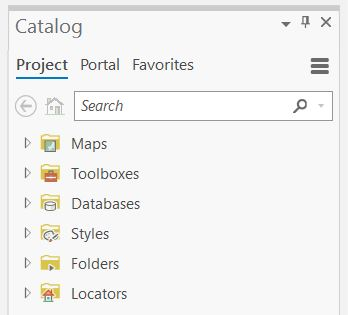 Catalog
Project Portal Favorites
Search
Maps
Toolboxes
Databases
Styles
Folders
Locators